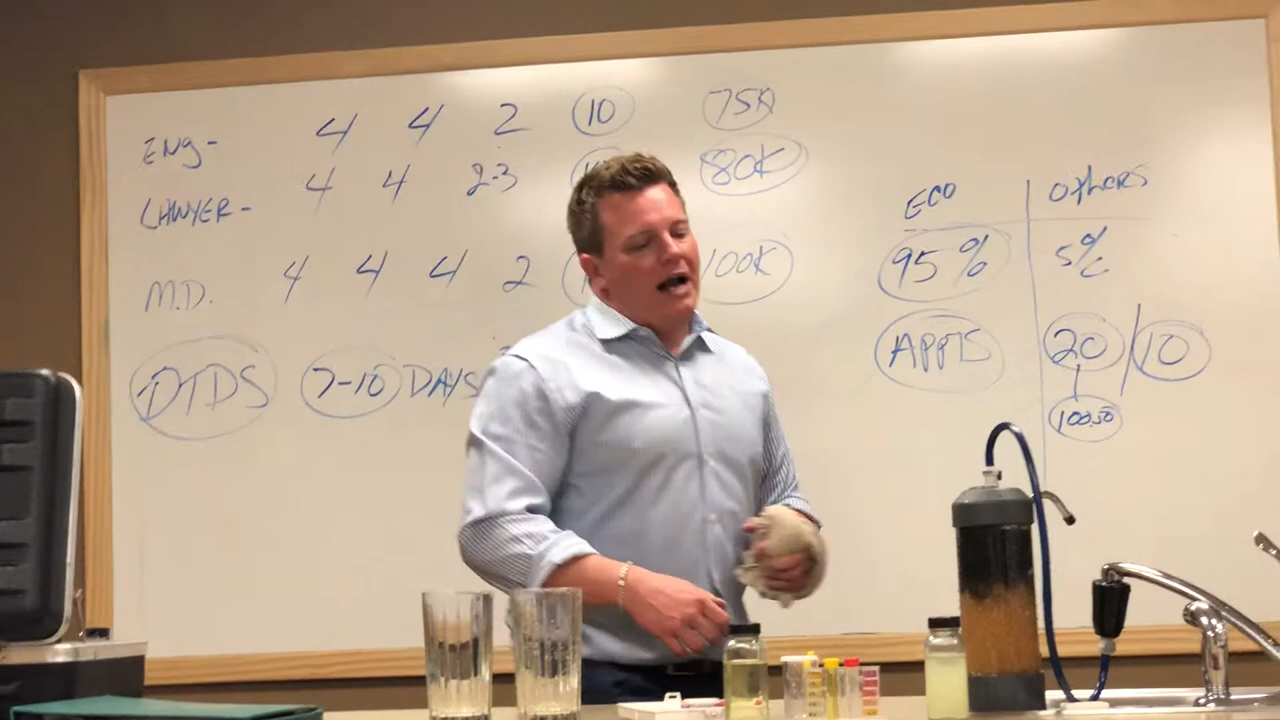 ENG- 4 4 2 10 75K
LAWYER- 4 4 2-3 80K
M.D. 4 4 4 2 100K
DTDS 7-10 DAYS
ECO Others
95% 5%
APPTS 20 10
100.50